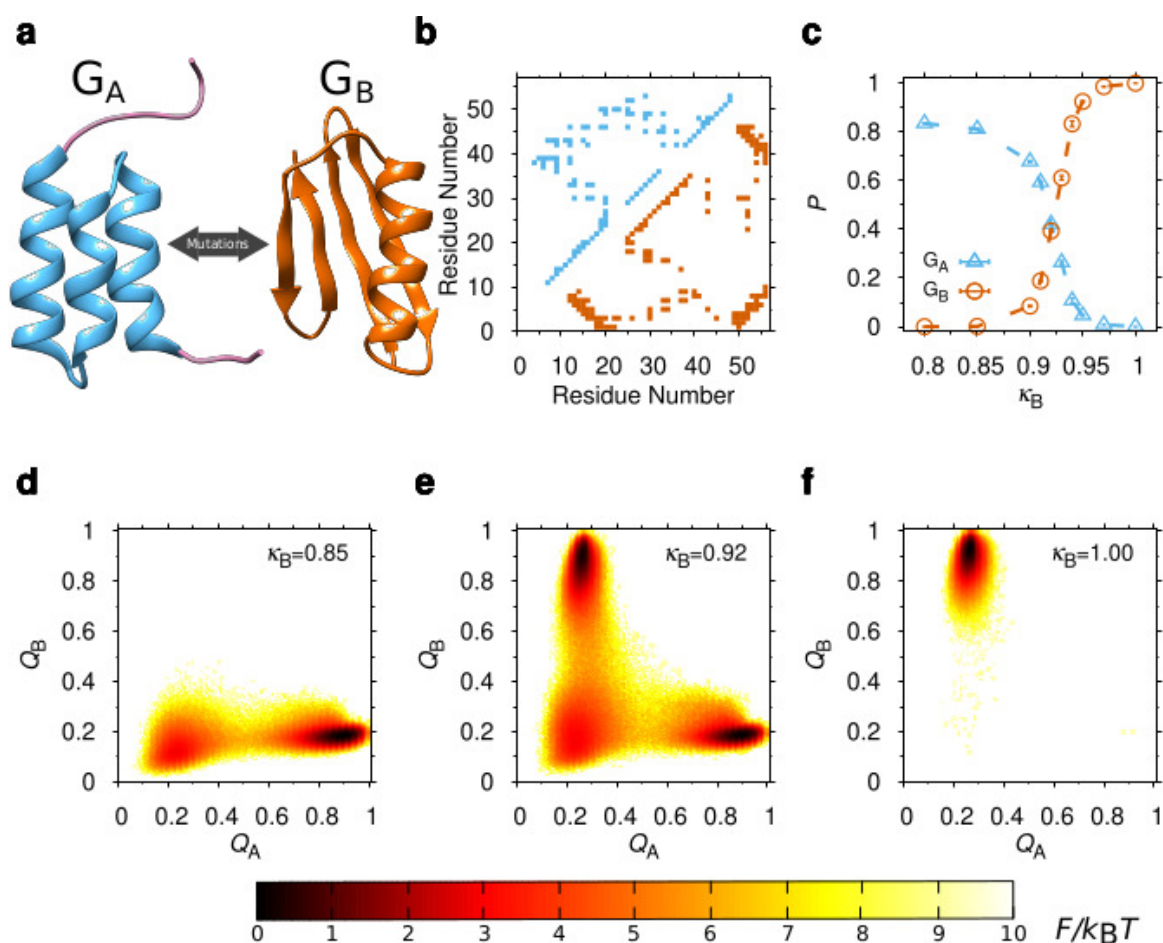 a
G_A
G_B
Mutations
b
Residue Number
60
50
40
30
20
10
0
0 10 20 30 40 50
Residue Number
c
P
1
0.8
0.6
0.4
0.2
0
G_A
G_B
0.8 0.85 0.9 0.95 1
κ_B
d
κ_B=0.85
Q_B
1
0.8
0.6
0.4
0.2
0
0 0.2 0.4 0.6 0.8 1
Q_A
e
κ_B=0.92
Q_B
1
0.8
0.6
0.4
0.2
0
0 0.2 0.4 0.6 0.8 1
Q_A
f
κ_B=1.00
Q_B
1
0.8
0.6
0.4
0.2
0
0 0.2 0.4 0.6 0.8 1
Q_A
0 1 2 3 4 5 6 7 8 9 10
F/k_BT